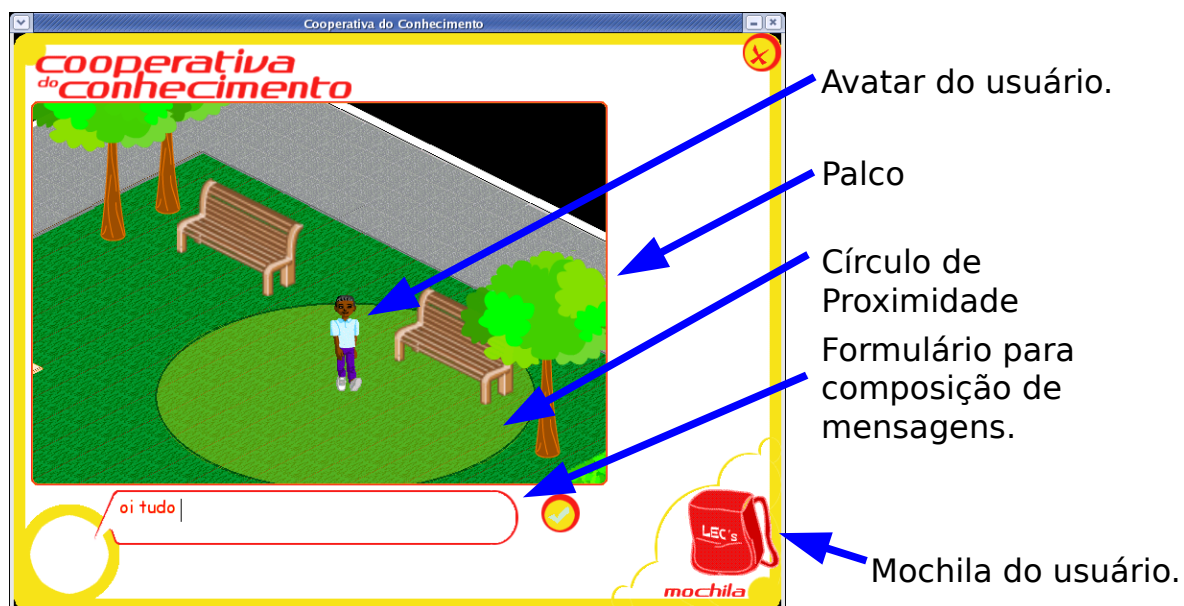 Cooperativa do Conhecimento
cooperativa
do conhecimento
Avatar do usuário.
Palco
Círculo de
Proximidade
Formulário para
composição de
mensagens.
oi tudo
LEC's
mochila
Mochila do usuário.